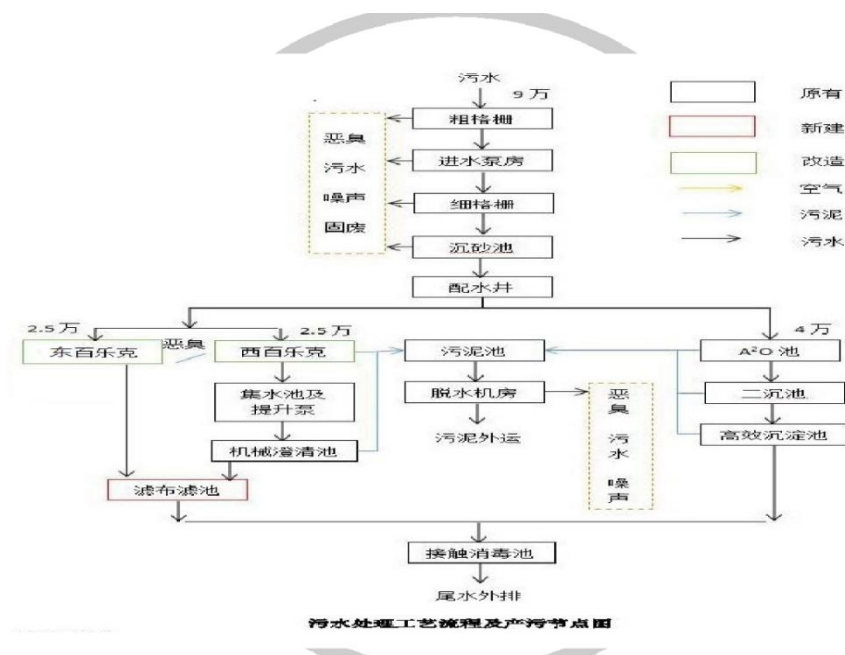 污水
9 万
粗格栅
进水泵房
细格栅
沉砂池
配水井
恶臭
污水
噪声
固废
原有
新建
改造
空气
污泥
污水
2.5 万
东百乐克
恶臭
2.5 万
西百乐克
集水池及
提升泵
机械澄清池
滤布滤池
污泥池
脱水机房
污泥外运
恶
臭
污
水
噪
声
4 万
A²O 池
二沉池
高效沉淀池
接触消毒池
尾水外排
污水处理工艺流程及产污节点图